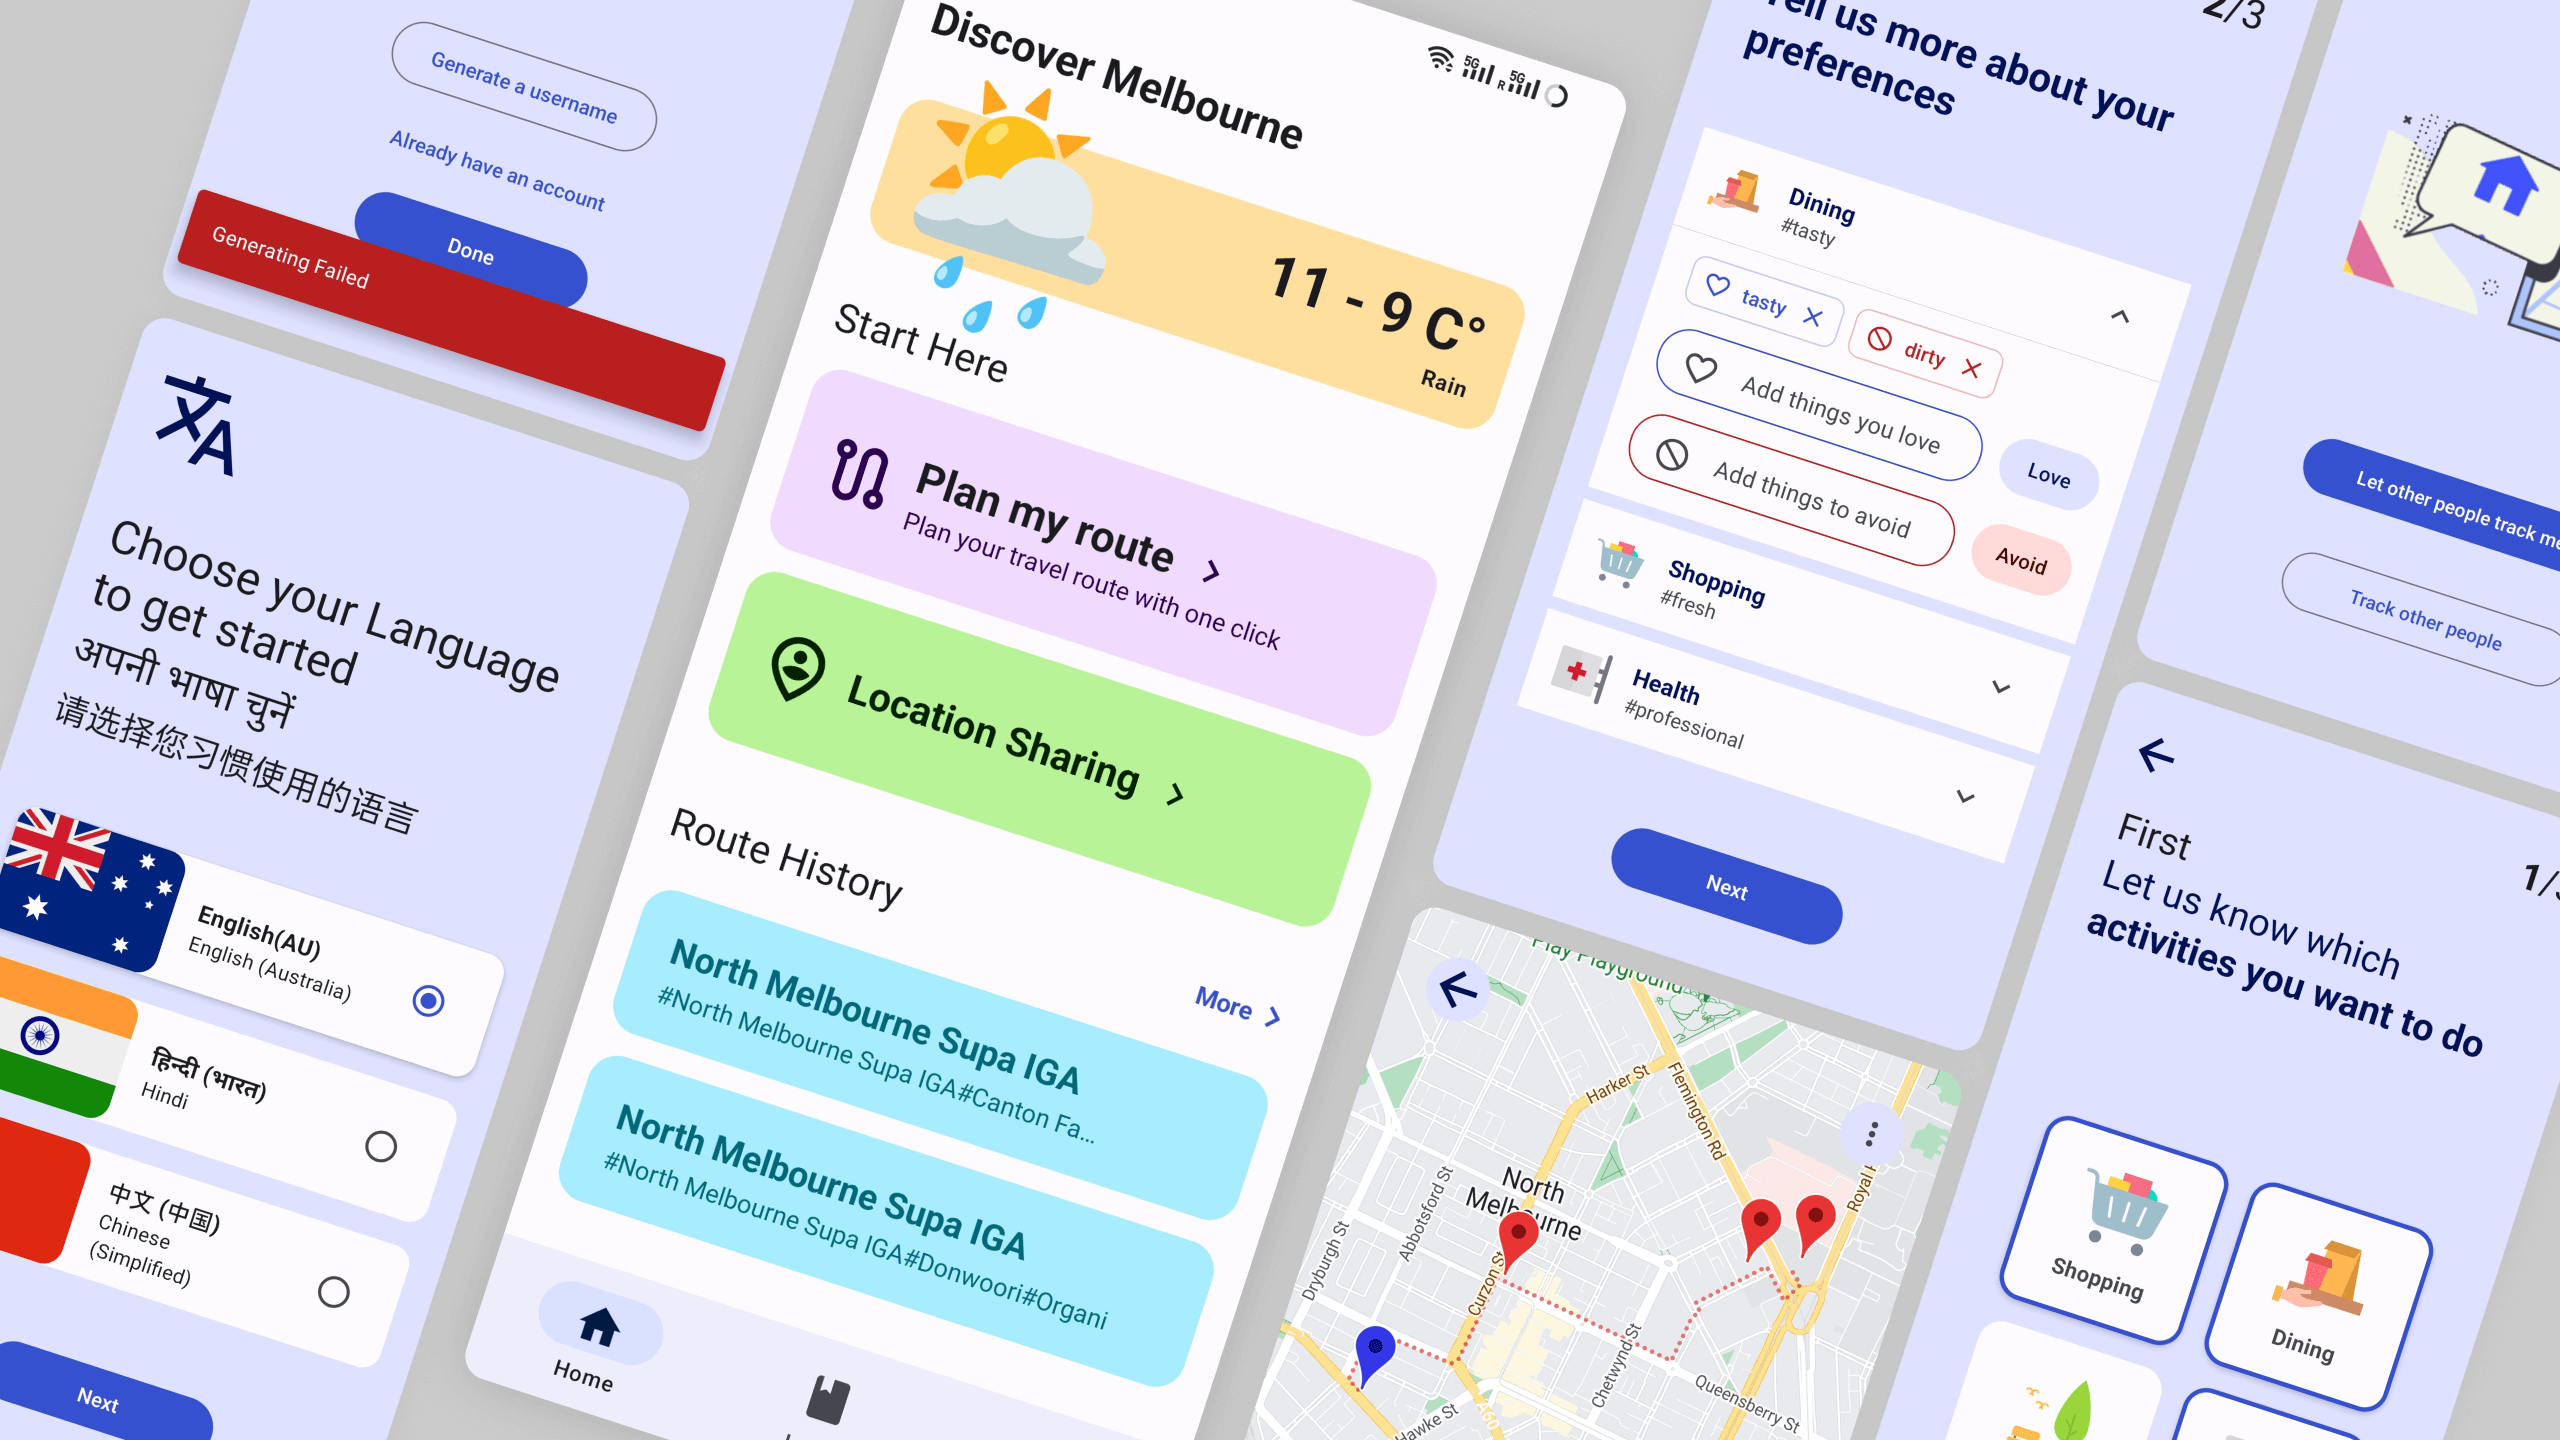 Generate a username
Already have an account
Done
Generating Failed
Choose your Language
to get started
अपनी भाषा चुनें
请选择您习惯使用的语言
English(AU)
English (Australia)
हिन्दी (भारत)
Hindi
中文 (中国)
Chinese
(Simplified)
Next
Discover Melbourne
5G
R 5G
11 - 9 C°
Rain
Start Here
Plan my route
Plan your travel route with one click
Location Sharing
Route History
More
North Melbourne Supa IGA
#North Melbourne Supa IGA#Canton Fa...
North Melbourne Supa IGA
#North Melbourne Supa IGA#Donwoori#Organi
Home
2/3
Tell us more about your
preferences
Dining
#tasty
tasty
dirty
Add things you love
Love
Add things to avoid
Avoid
Shopping
#fresh
Health
#professional
Next
Play Playground
Harker St
Flemington Rd
North
Melbourne
Abbotsford St
Dryburgh St
Curzon St
Chetwynd St
Queensberry St
Hawke St
Royal
A60
Let other people track me
Track other people
1/3
First
Let us know which
activities you want to do
Shopping
Dining